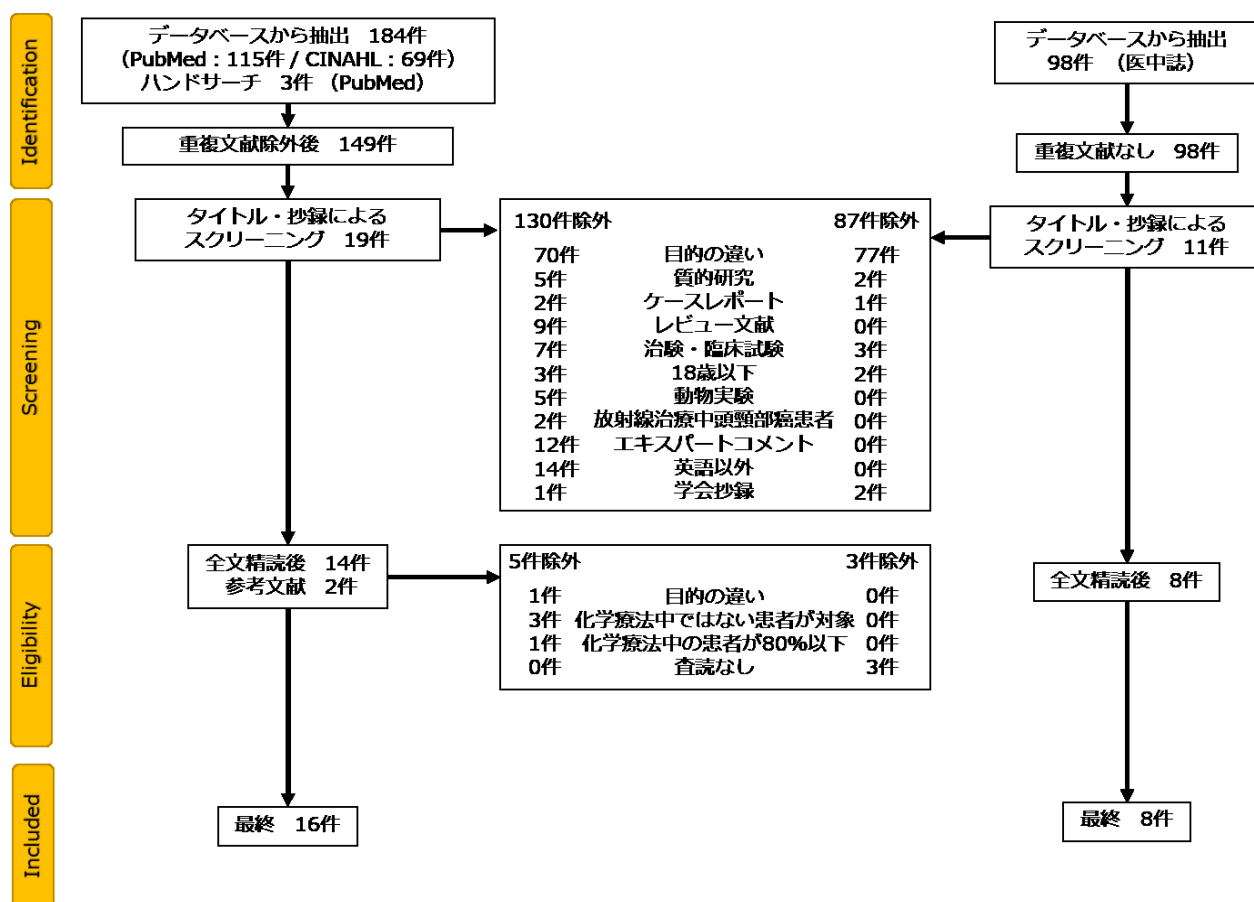 Identification
データベースから抽出 184件
(PubMed:115件 / CINAHL:69件)
ハンドサーチ 3件 (PubMed)
データベースから抽出
98件 (医中誌)
重複文献除外後 149件
重複文献なし 98件
Screening
タイトル・抄録による
スクリーニング 19件
130件除外 87件除外
70件 目的の違い 77件
5件 質的研究 2件
2件 ケースレポート 1件
9件 レビュー文献 0件
7件 治験・臨床試験 3件
3件 18歳以下 2件
5件 動物実験 0件
2件 放射線治療中頭頸部癌患者 0件
12件 エキスパートコメント 0件
14件 英語以外 0件
1件 学会抄録 2件
タイトル・抄録による
スクリーニング 11件
Eligibility
全文精読後 14件
参考文献 2件
5件除外 3件除外
1件 目的の違い 0件
3件 化学療法中ではない患者が対象 0件
1件 化学療法中の患者が80%以下 0件
0件 査読なし 3件
全文精読後 8件
Included
最終 16件
最終 8件